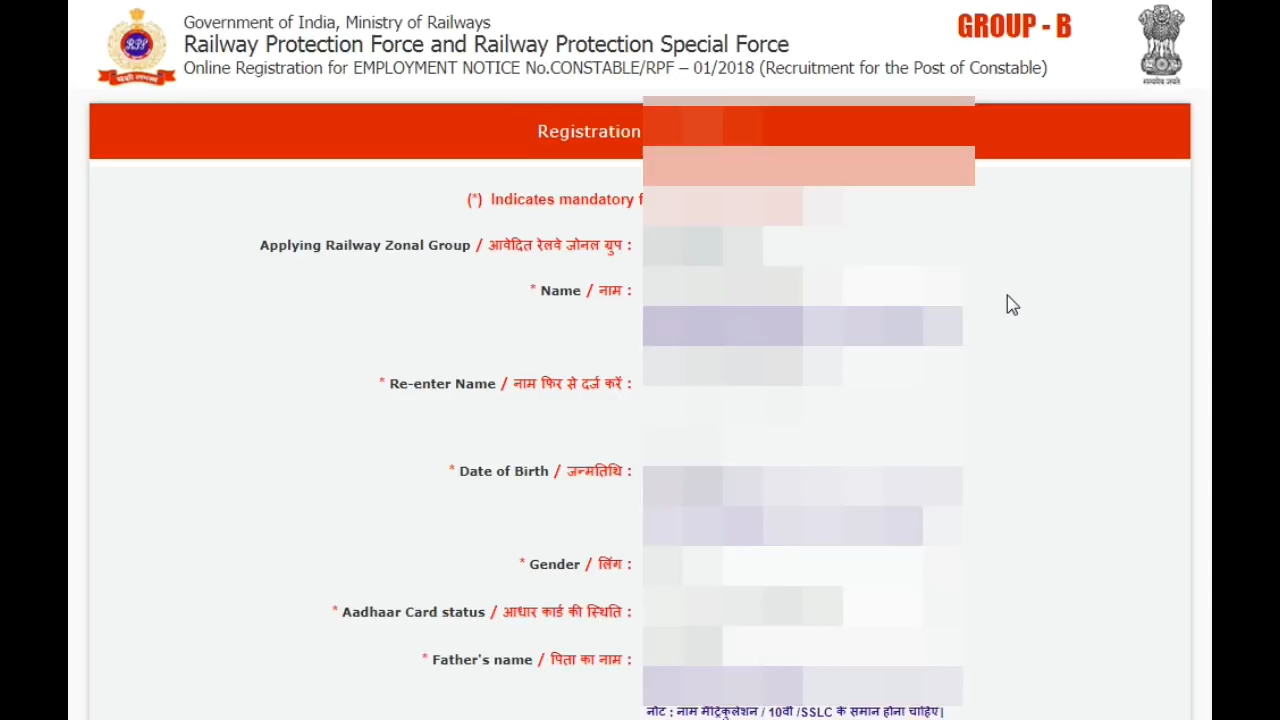 Government of India, Ministry of Railways
Railway Protection Force and Railway Protection Special Force
Online Registration for EMPLOYMENT NOTICE No.CONSTABLE/RPF – 01/2018 (Recruitment for the Post of Constable)
GROUP - B
Registration
(*) Indicates mandatory
Applying Railway Zonal Group / आवेदित रेलवे जोनल ग्रुप :
* Name / नाम :
* Re-enter Name / नाम फिर से दर्ज करें :
* Date of Birth / जन्मतिथि :
* Gender / लिंग :
* Aadhaar Card status / आधार कार्ड की स्थिति :
* Father's name / पिता का नाम :
नोट : नाम मैट्रिकुलेशन / 10वी /SSLC के समान होना चाहिए।